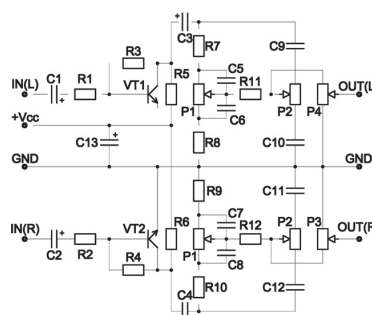 C3
R7
C9
R3
IN(L)
C1
R1
VT1
R5
C5
R11
P1
C6
P2
P4
OUT(L
+Vcc
C13
R8
C10
GND
GND
R9
C11
IN(R)
VT2
R6
C7
R12
P2
P3
OUT(R
C2
R2
R4
P1
C8
R10
C4
C12